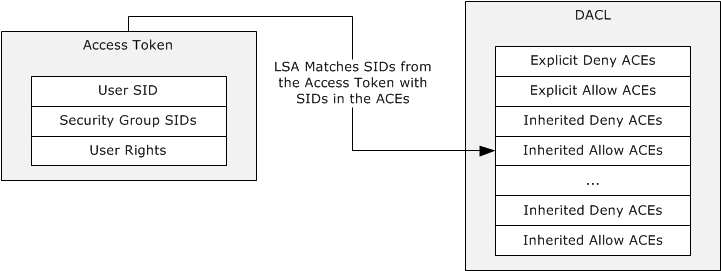 Access Token
User SID
Security Group SIDs
User Rights
LSA Matches SIDs from
the Access Token with
SIDs in the ACEs
DACL
Explicit Deny ACEs
Explicit Allow ACEs
Inherited Deny ACEs
Inherited Allow ACEs
...
Inherited Deny ACEs
Inherited Allow ACEs